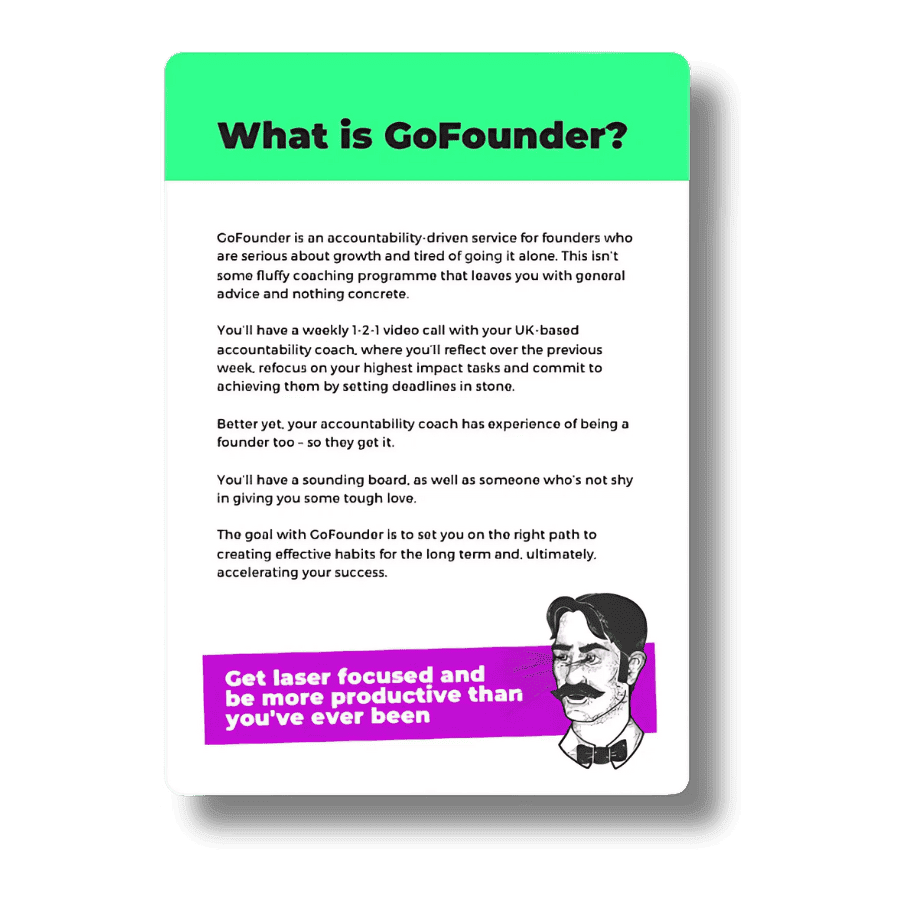 What is GoFounder?
GoFounder is an accountability-driven service for founders who
are serious about growth and tired of going it alone. This isn't
some fluffy coaching programme that leaves you with general
advice and nothing concrete.
You'll have a weekly 1-2-1 video call with your UK-based
accountability coach, where you'll reflect over the previous
week, refocus on your highest impact tasks and commit to
achieving them by setting deadlines in stone.
Better yet, your accountability coach has experience of being a
founder too – so they get it.
You'll have a sounding board, as well as someone who's not shy
in giving you some tough love.
The goal with GoFounder is to set you on the right path to
creating effective habits for the long term and, ultimately,
accelerating your success.
Get laser focused and
be more productive than
you've ever been